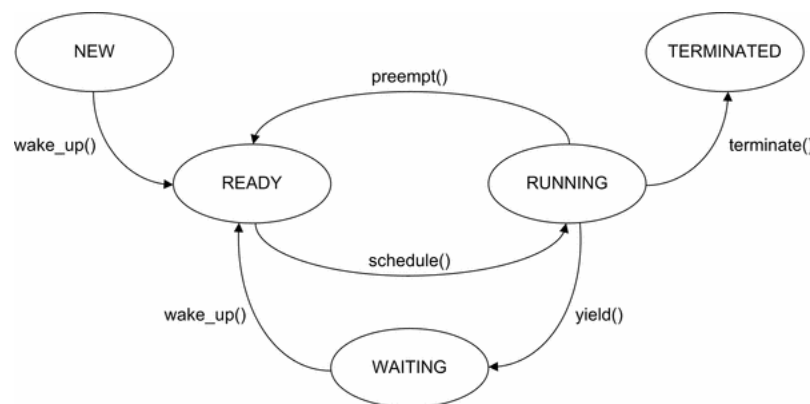 NEW
TERMINATED
preempt()
wake_up()
terminate()
READY
RUNNING
schedule()
wake_up()
yield()
WAITING